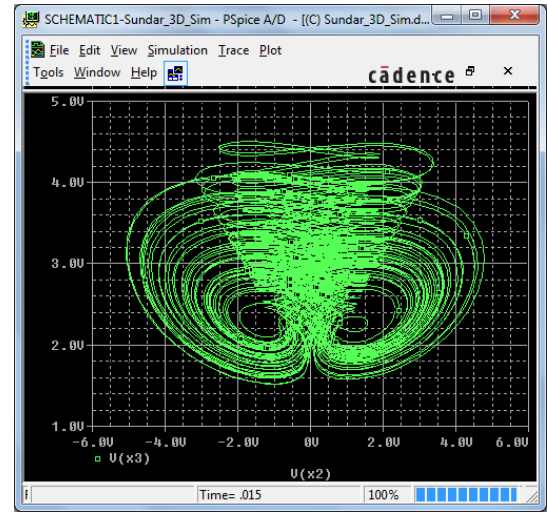 SCHEMATIC1-Sundar_3D_Sim - PSpice A/D - [(C) Sundar_3D_Sim.d...
File Edit View Simulation Trace Plot
Tools Window Help
cādence
5.0V
4.0V
3.0V
2.0V
1.0V
-6.0V -4.0V -2.0V 0V 2.0V 4.0V 6.0V
V(x3)
V(x2)
F Time= .015 100%